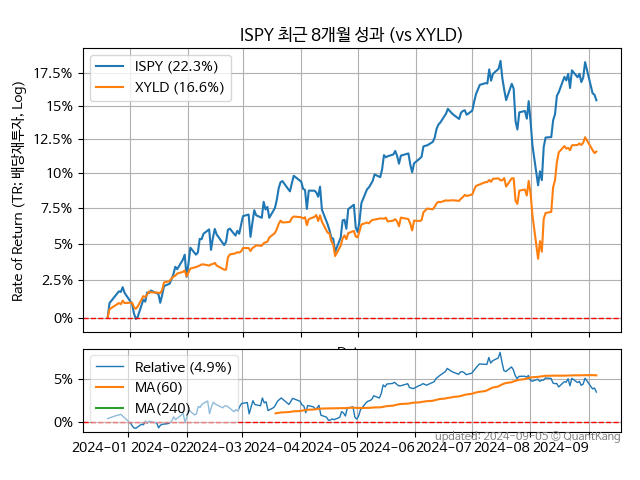 ISPY 최근 8개월 성과 (vs XYLD)
Rate of Return (TR: 배당재투자, Log)
17.5%
15%
12.5%
10%
7.5%
5%
2.5%
0%
ISPY (22.3%)
XYLD (16.6%)
5%
0%
Relative (4.9%)
MA(60)
MA(240)
2024-01
2024-02
2024-03
2024-04
2024-05
2024-06
2024-07
2024-08
2024-09
updated: 2024-09-05 © QuantKang